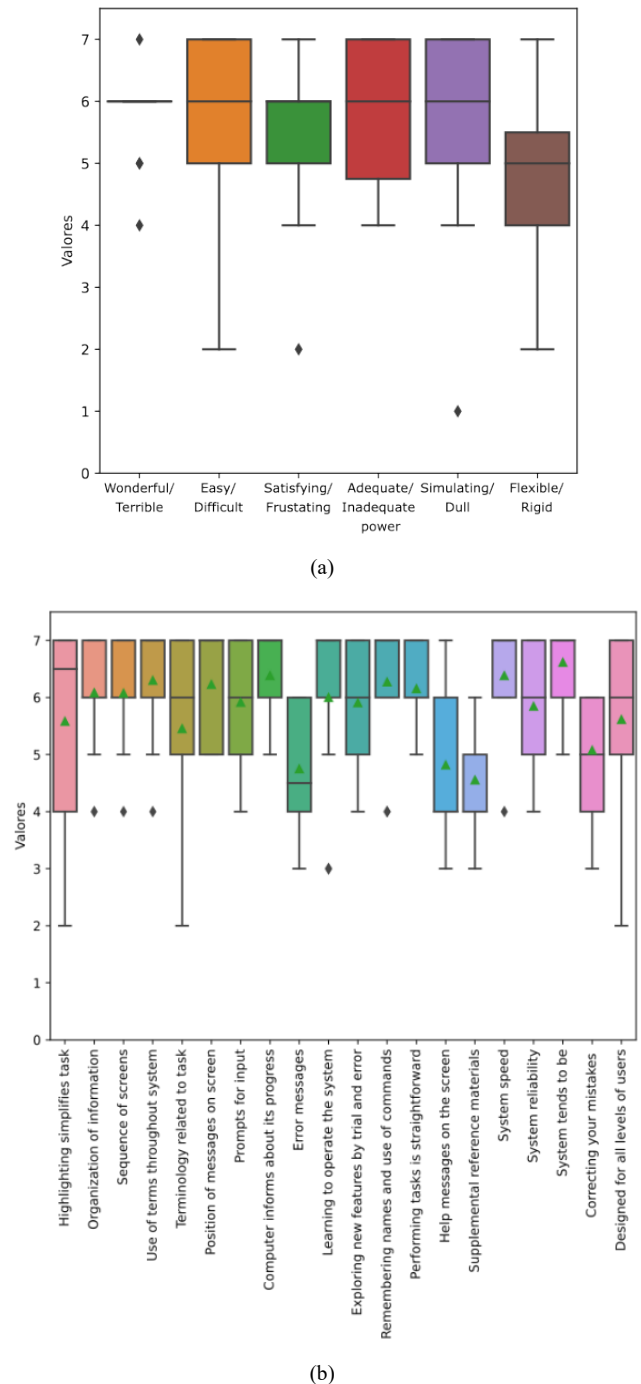 7
6
5
4
3
2
1
0
Valores
Wonderful/
Terrible
Easy/
Difficult
Satisfying/
Frustating
Adequate/
Inadequate
power
Simulating/
Dull
Flexible/
Rigid
(a)
7
6
5
4
3
2
1
0
Valores
Highlighting simplifies task
Organization of information
Sequence of screens
Use of terms throughout system
Terminology related to task
Position of messages on screen
Prompts for input
Computer informs about its progress
Error messages
Learning to operate the system
Exploring new features by trial and error
Remembering names and use of commands
Performing tasks is straightforward
Help messages on the screen
Supplemental reference materials
System speed
System reliability
System tends to be
Correcting your mistakes
Designed for all levels of users
(b)